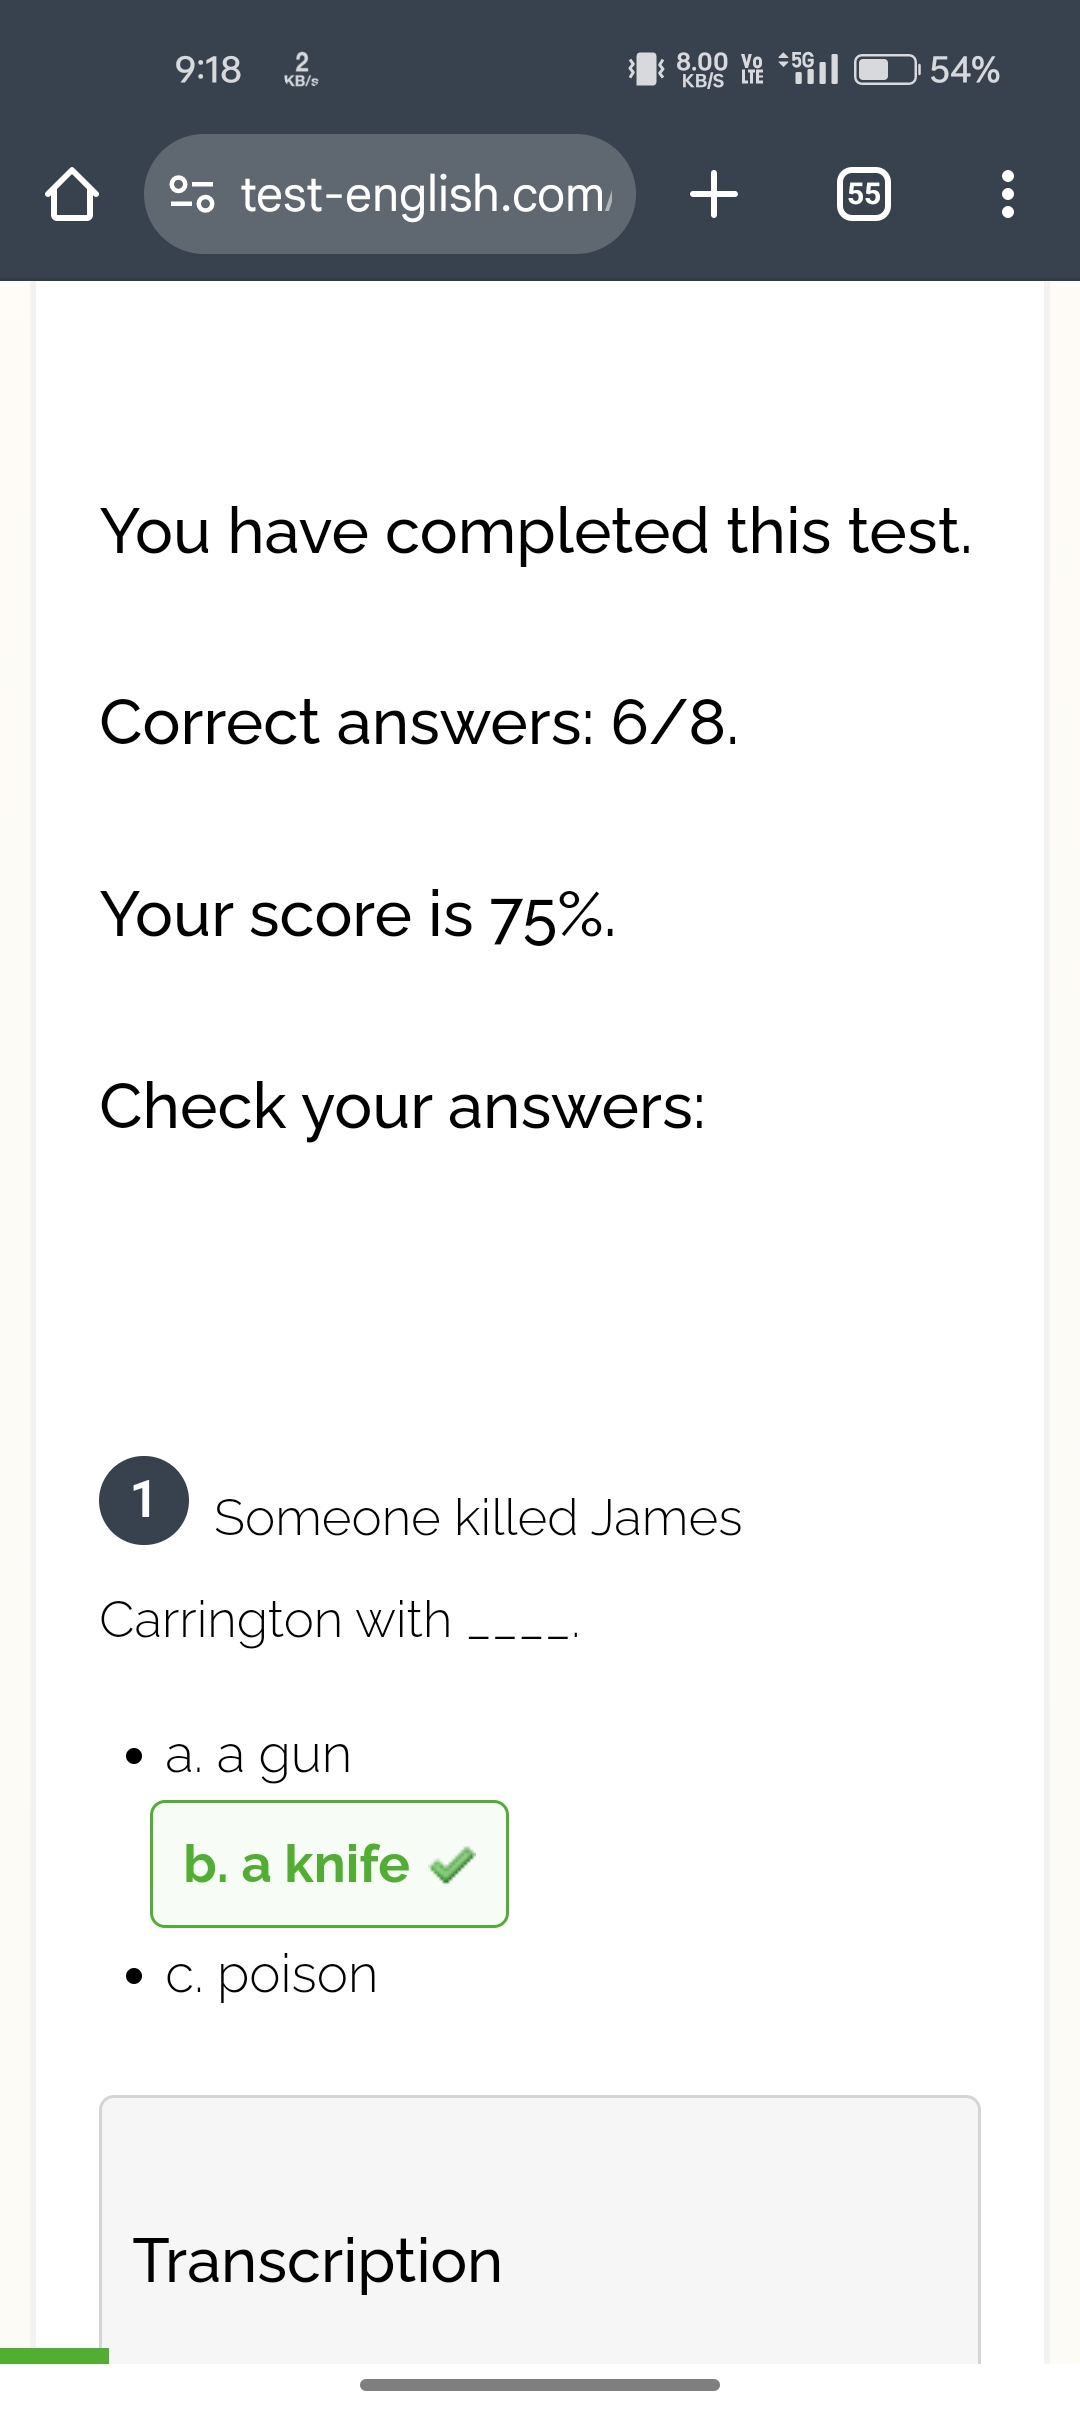 9:18
2
KB/s
8.00
KB/S
Vo
LTE
5G
54%
test-english.com/
55
You have completed this test.
Correct answers: 6/8.
Your score is 75%.
Check your answers:
1 Someone killed James
Carrington with ____.
a. a gun
b. a knife
c. poison
Transcription